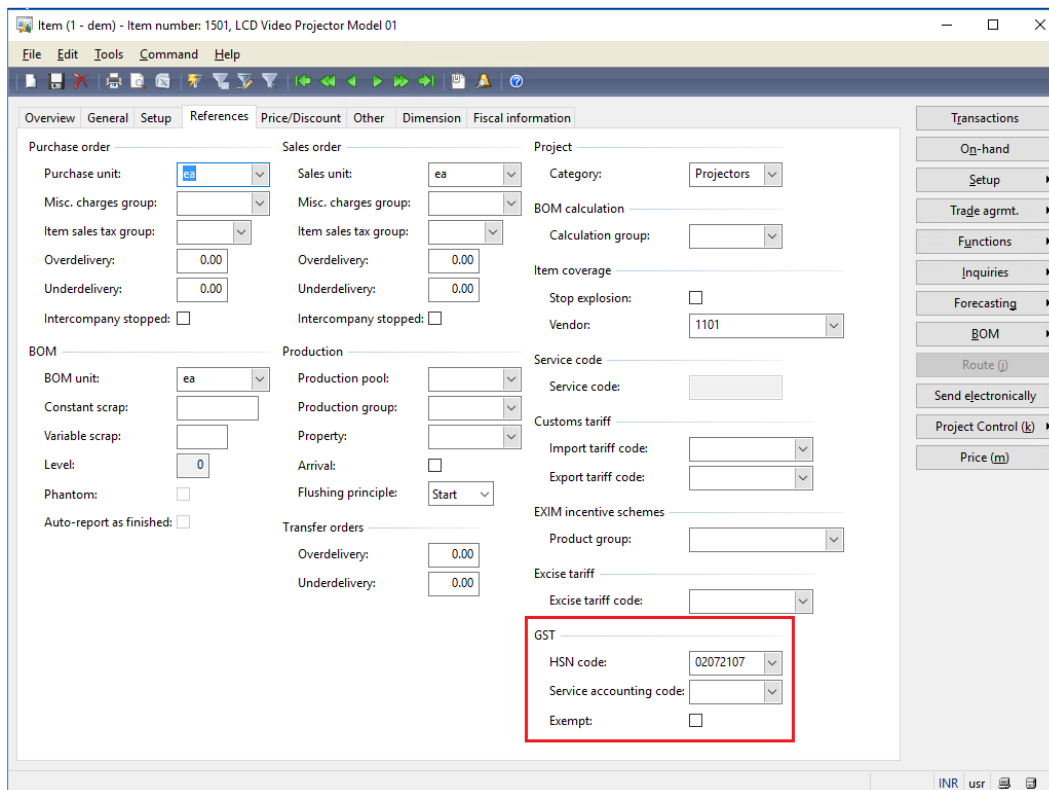 Item (1 - dem) - Item number: 1501, LCD Video Projector Model 01
File Edit Tools Command Help
Overview General Setup References Price/Discount Other Dimension Fiscal information
Purchase order
Purchase unit: ea
Misc. charges group:
Item sales tax group:
Overdelivery: 0.00
Underdelivery: 0.00
Intercompany stopped:
BOM
BOM unit: ea
Constant scrap:
Variable scrap:
Level: 0
Phantom:
Auto-report as finished:
Sales order
Sales unit: ea
Misc. charges group:
Item sales tax group:
Overdelivery: 0.00
Underdelivery: 0.00
Intercompany stopped:
Production
Production pool:
Production group:
Property:
Arrival:
Flushing principle: Start
Transfer orders
Overdelivery: 0.00
Underdelivery: 0.00
Project
Category: Projectors
BOM calculation
Calculation group:
Item coverage
Stop explosion:
Vendor: 1101
Service code
Service code:
Customs tariff
Import tariff code:
Export tariff code:
EXIM incentive schemes
Product group:
Excise tariff
Excise tariff code:
GST
HSN code: 02072107
Service accounting code:
Exempt:
Transactions
On-hand
Setup
Trade agrmt.
Functions
Inquiries
Forecasting
BOM
Route (j)
Send electronically
Project Control (k)
Price (m)
INR usr